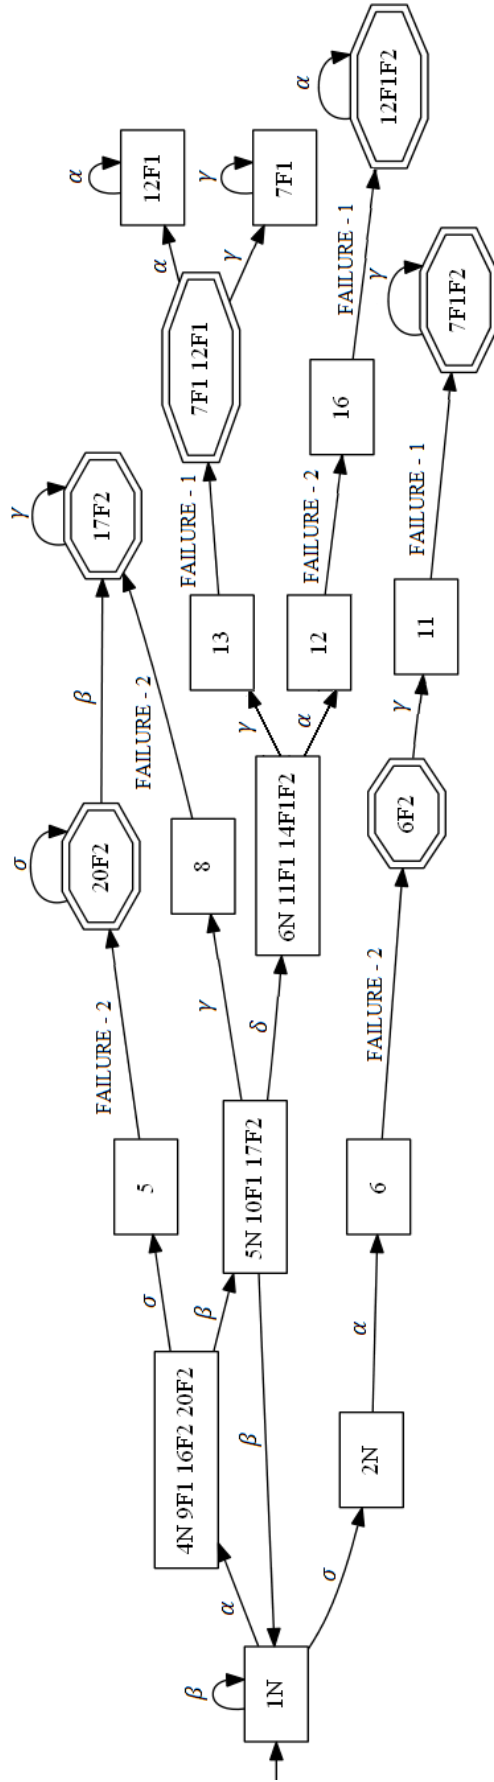 β
1N
α
σ
4N 9F1 16F2 20F2
β
2N
σ
β
α
5
5N 10F1 17F2
6
FAILURE - 2
γ
δ
FAILURE - 2
σ
20F2
8
6N 11F1 14F1F2
6F2
β
FAILURE - 2
γ
α
γ
13
12
11
γ
17F2
FAILURE - 1
FAILURE - 2
FAILURE - 1
7F1 12F1
16
γ
7F1F2
α
γ
FAILURE - 1
α
12F1
γ
7F1
α
12F1F2